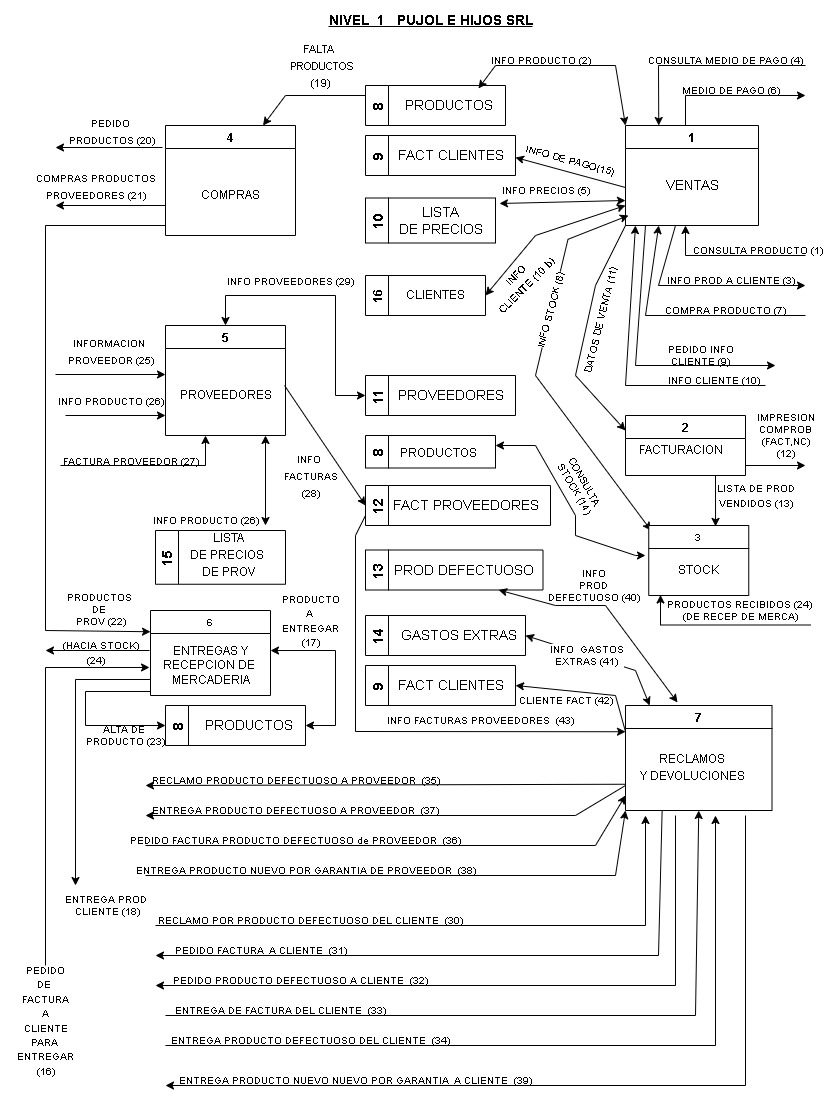 NIVEL 1 PUJOL E HIJOS SRL
FALTA
PRODUCTOS
(19)
INFO PRODUCTO (2)
CONSULTA MEDIO DE PAGO (4)
MEDIO DE PAGO (6)
8 PRODUCTOS
PEDIDO
PRODUCTOS (20)
4
COMPRAS
COMPRAS PRODUCTOS
PROVEEDORES (21)
9 FACT CLIENTES
INFO DE PAGO(15)
1
VENTAS
INFO PRECIOS (5)
10 LISTA
DE PRECIOS
CONSULTA PRODUCTO (1)
INFO PROD A CLIENTE (3)
COMPRA PRODUCTO (7)
PEDIDO INFO
CLIENTE (9)
INFO CLIENTE (10)
INFO
CLIENTE (10 b)
INFO STOCK (8)
DATOS DE VENTA (11)
16 CLIENTES
INFO PROVEEDORES (29)
5
PROVEEDORES
INFORMACION
PROVEEDOR (25)
INFO PRODUCTO (26)
FACTURA PROVEEDOR (27)
11 PROVEEDORES
INFO
FACTURAS
(28)
8 PRODUCTOS
CONSULTA
STOCK (14)
2
FACTURACION
IMPRESION
COMPROB
(FACT,NC)
(12)
LISTA DE PROD
VENDIDOS (13)
12 FACT PROVEEDORES
INFO PRODUCTO (26)
15 LISTA
DE PRECIOS
DE PROV
3
STOCK
13 PROD DEFECTUOSO
INFO
PROD
DEFECTUOSO (40)
PRODUCTOS RECIBIDOS (24)
(DE RECEP DE MERCA)
PRODUCTOS
DE
PROV (22)
(HACIA STOCK)
(24)
6
ENTREGAS Y
RECEPCION DE
MERCADERIA
PRODUCTO
A
ENTREGAR
(17)
14 GASTOS EXTRAS
INFO GASTOS
EXTRAS (41)
9 FACT CLIENTES
CLIENTE FACT (42)
INFO FACTURAS PROVEEDORES (43)
8 PRODUCTOS
ALTA DE
PRODUCTO (23)
7
RECLAMOS
Y DEVOLUCIONES
RECLAMO PRODUCTO DEFECTUOSO A PROVEEDOR (35)
ENTREGA PRODUCTO DEFECTUOSO A PROVEEDOR (37)
PEDIDO FACTURA PRODUCTO DEFECTUOSO de PROVEEDOR (36)
ENTREGA PRODUCTO NUEVO POR GARANTIA DE PROVEEDOR (38)
ENTREGA PROD
CLIENTE (18)
RECLAMO POR PRODUCTO DEFECTUOSO DEL CLIENTE (30)
PEDIDO FACTURA A CLIENTE (31)
PEDIDO PRODUCTO DEFECTUOSO A CLIENTE (32)
ENTREGA DE FACTURA DEL CLIENTE (33)
ENTREGA PRODUCTO DEFECTUOSO DEL CLIENTE (34)
ENTREGA PRODUCTO NUEVO NUEVO POR GARANTIA A CLIENTE (39)
PEDIDO
DE
FACTURA
A
CLIENTE
PARA
ENTREGAR
(16)